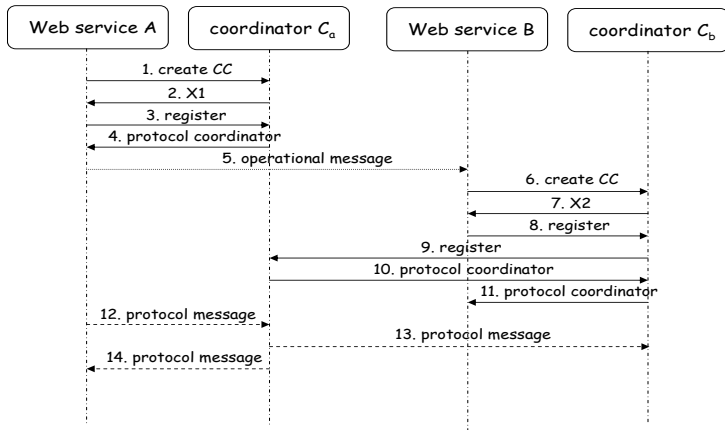 Web service A
coordinator Ca
Web service B
coordinator Cb
1. create CC
2. X1
3. register
4. protocol coordinator
5. operational message
6. create CC
7. X2
8. register
9. register
10. protocol coordinator
11. protocol coordinator
12. protocol message
13. protocol message
14. protocol message